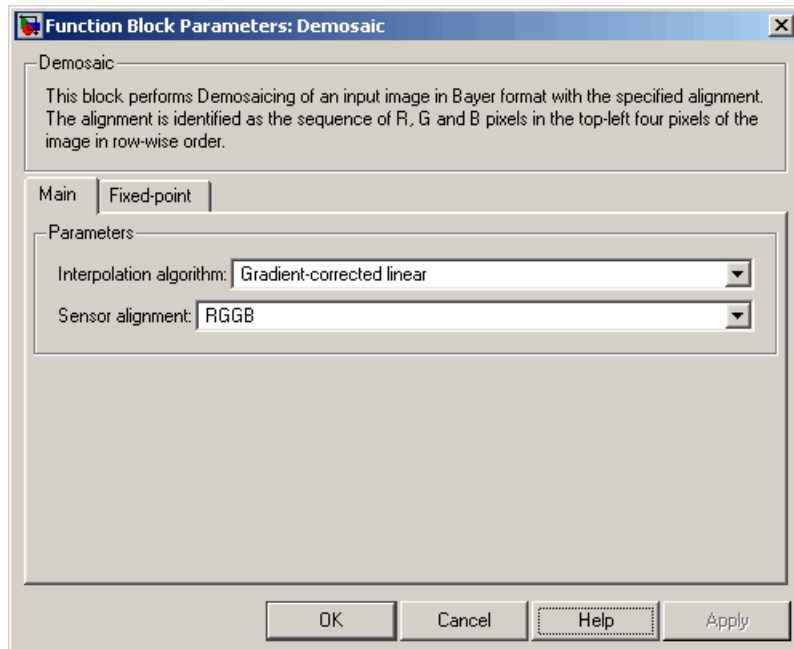 Function Block Parameters: Demosaic
Demosaic
This block performs Demosaicing of an input image in Bayer format with the specified alignment.
The alignment is identified as the sequence of R, G and B pixels in the top-left four pixels of the
image in row-wise order.
Main Fixed-point
Parameters
Interpolation algorithm: Gradient-corrected linear
Sensor alignment: RGGB
OK Cancel Help Apply